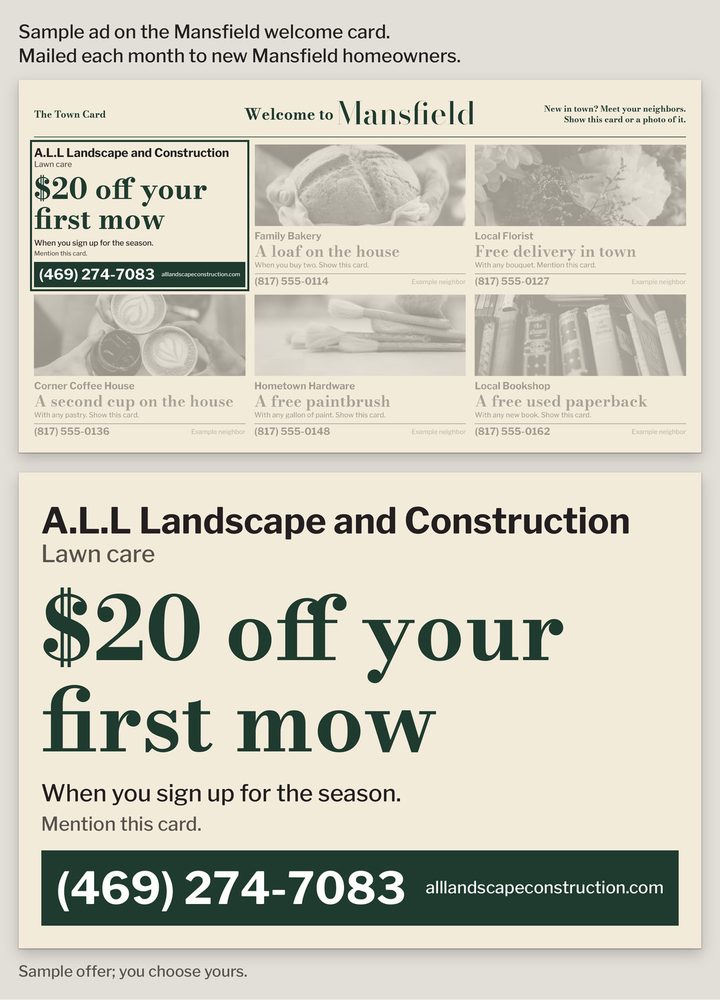 Sample ad on the Mansfield welcome card.
Mailed each month to new Mansfield homeowners.
The Town Card
Welcome to Mansfield
New in town? Meet your neighbors.
Show this card or a photo of it.
A.L.L Landscape and Construction
Lawn care
$20 off your
first mow
When you sign up for the season.
Mention this card.
(469) 274-7083 alllandscapeconstruction.com
Family Bakery
A loaf on the house
When you buy two. Show this card.
(817) 555-0114 Example neighbor
Local Florist
Free delivery in town
With any bouquet. Mention this card.
(817) 555-0127 Example neighbor
Corner Coffee House
A second cup on the house
With any pastry. Show this card.
(817) 555-0136 Example neighbor
Hometown Hardware
A free paintbrush
With any gallon of paint. Show this card.
(817) 555-0148 Example neighbor
Local Bookshop
A free used paperback
With any new book. Show this card.
(817) 555-0162 Example neighbor
A.L.L Landscape and Construction
Lawn care
$20 off your
first mow
When you sign up for the season.
Mention this card.
(469) 274-7083 alllandscapeconstruction.com
Sample offer; you choose yours.